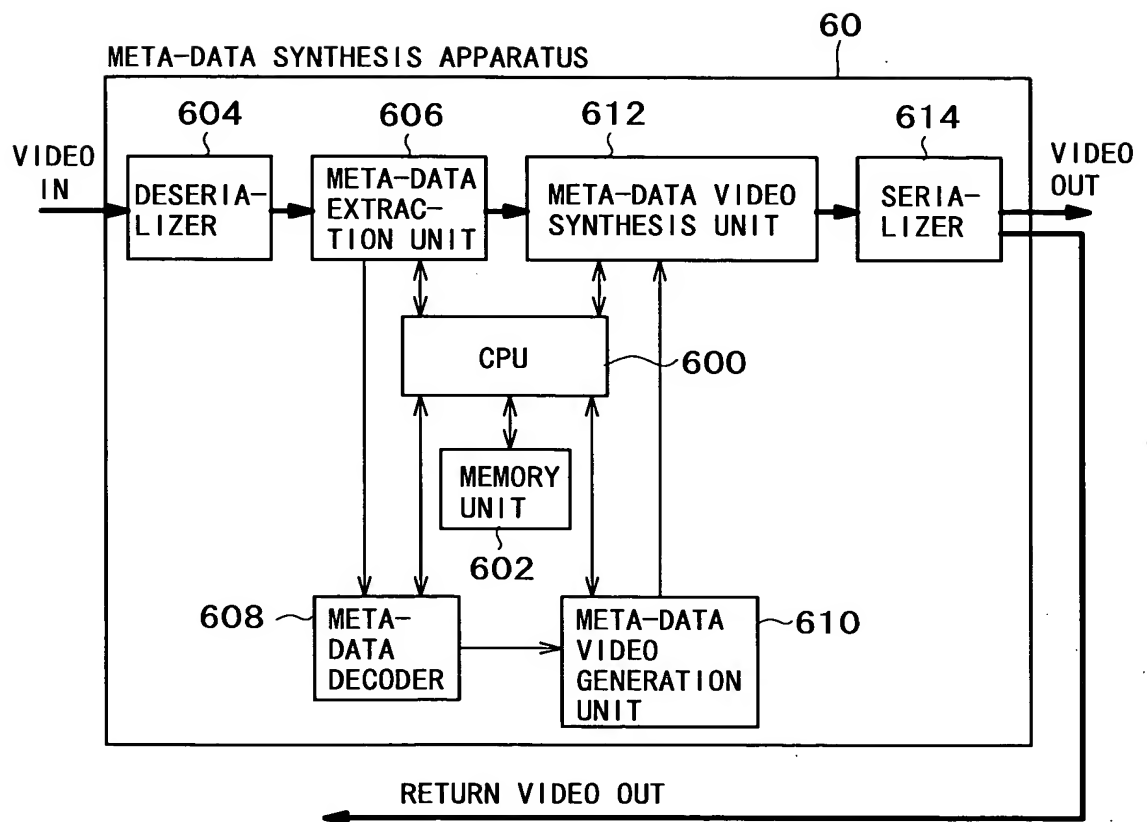 60
META-DATA SYNTHESIS APPARATUS
604
606
612
614
VIDEO
IN
DESERIA-
LIZER
META-DATA
EXTRAC-
TION UNIT
META-DATA VIDEO
SYNTHESIS UNIT
SERIA-
LIZER
VIDEO
OUT
CPU
600
MEMORY
UNIT
602
608
META-
DATA
DECODER
META-DATA
VIDEO
GENERATION
UNIT
610
RETURN VIDEO OUT